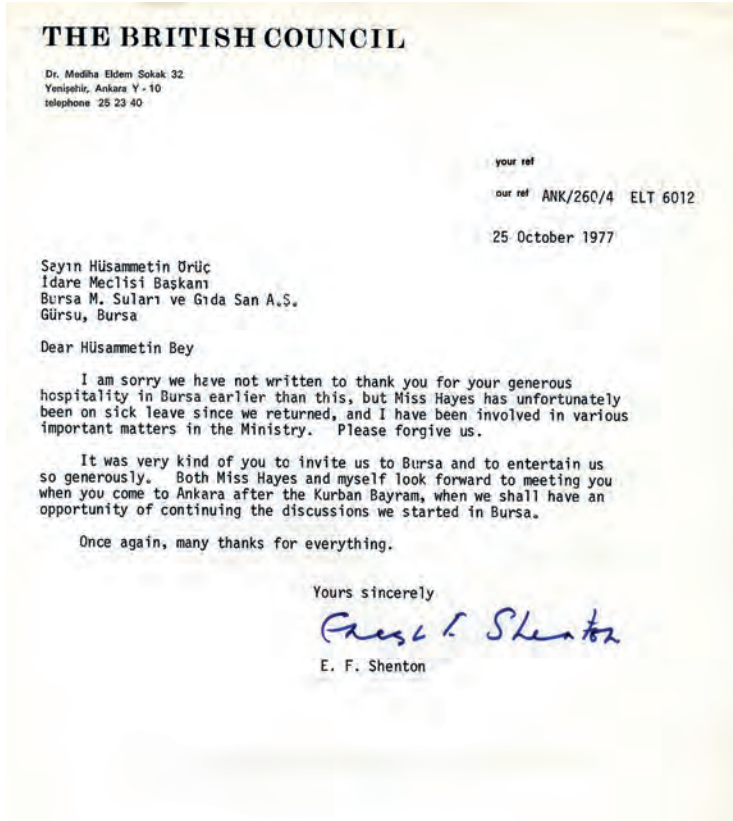 THE BRITISH COUNCIL
Dr. Mediha Eldem Sokak 32
Yenişehir, Ankara Y - 10
telephone 25 23 40
your ref
our ref ANK/260/4 ELT 6012
25 October 1977
Sayın Hüsammetin Örüç
İdare Meclisi Başkanı
Bursa M. Suları ve Gıda San A.Ş.
Gürsu, Bursa
Dear Hüsammetin Bey
I am sorry we have not written to thank you for your generous
hospitality in Bursa earlier than this, but Miss Hayes has unfortunately
been on sick leave since we returned, and I have been involved in various
important matters in the Ministry. Please forgive us.
It was very kind of you to invite us to Bursa and to entertain us
so generously. Both Miss Hayes and myself look forward to meeting you
when you come to Ankara after the Kurban Bayram, when we shall have an
opportunity of continuing the discussions we started in Bursa.
Once again, many thanks for everything.
Yours sincerely
Shenton
E. F. Shenton